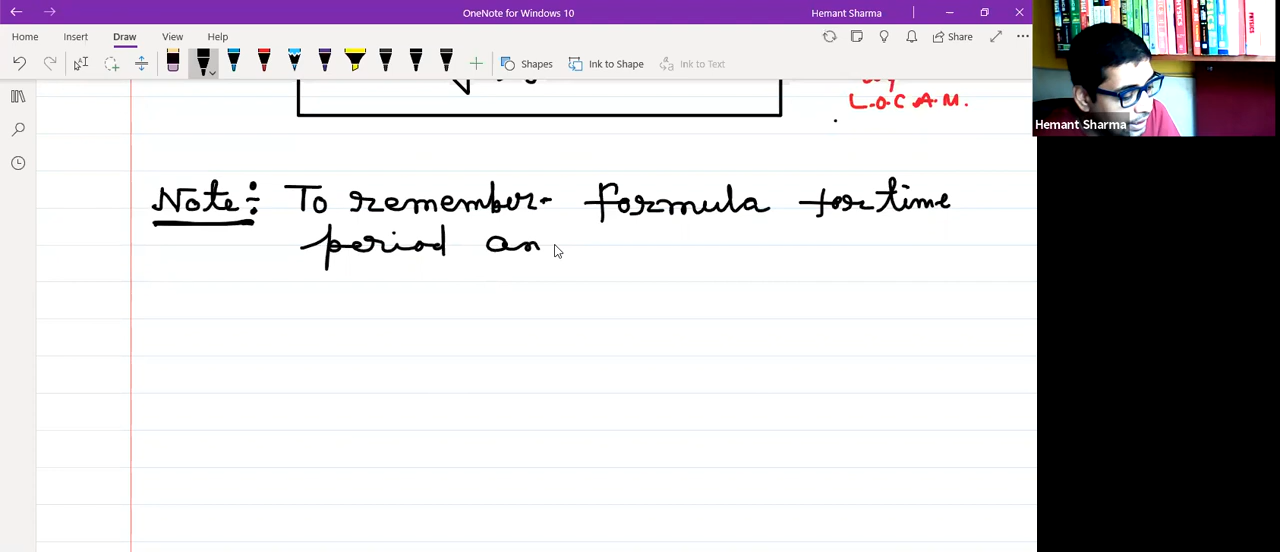 OneNote for Windows 10
Hemant Sharma
Home Insert Draw View Help
Share
Shapes Ink to Shape Ink to Text
L.O.C.A.M.
Hemant Sharma
Note: To remember formula for time
period an
PHYSICS